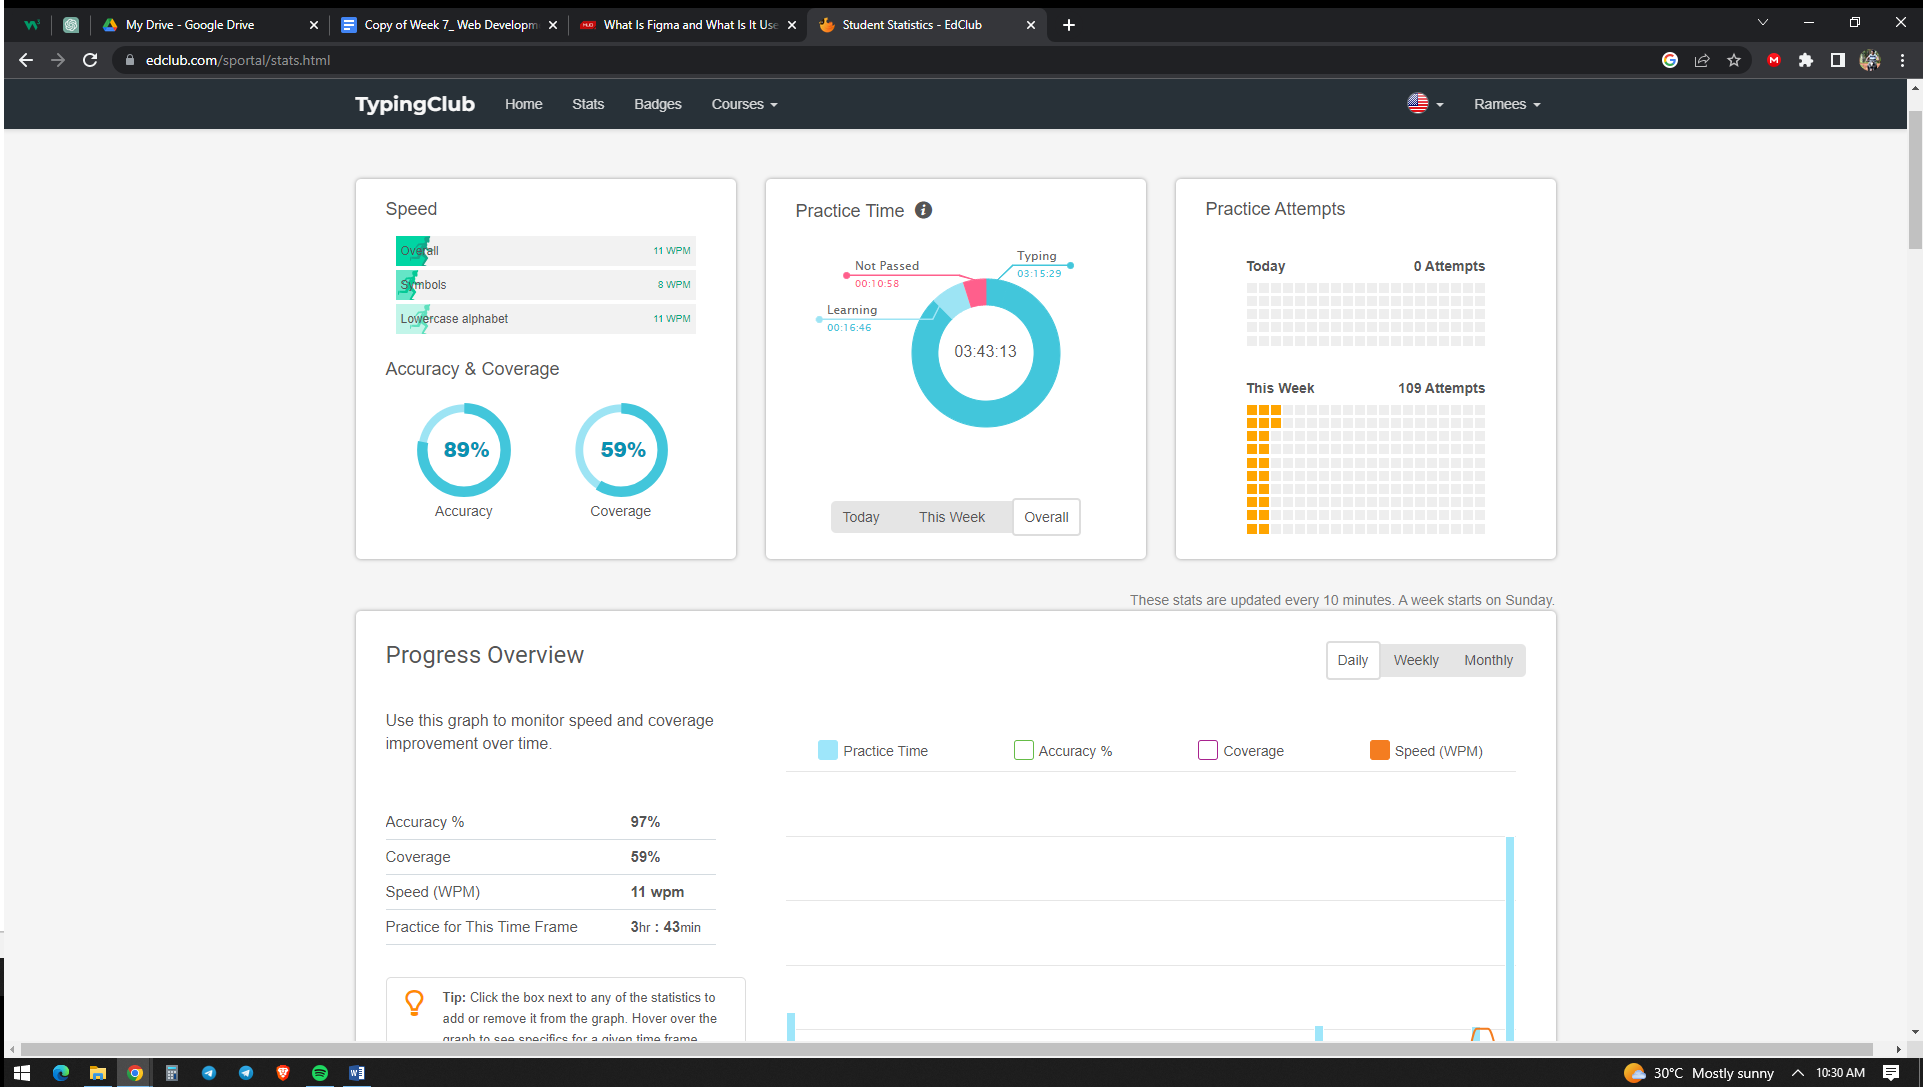 My Drive - Google Drive
Copy of Week 7_ Web Developm
What Is Figma and What Is It Use
Student Statistics - EdClub
edclub.com/sportal/stats.html
TypingClub Home Stats Badges Courses Ramees
Speed
Overall 11 WPM
Symbols 8 WPM
Lowercase alphabet 11 WPM
Accuracy & Coverage
89% 59%
Accuracy Coverage
Practice Time
Typing
03:15:29
Not Passed
00:10:58
Learning
00:16:46
03:43:13
Today This Week Overall
Practice Attempts
Today 0 Attempts
This Week 109 Attempts
These stats are updated every 10 minutes. A week starts on Sunday.
Progress Overview
Daily Weekly Monthly
Use this graph to monitor speed and coverage
improvement over time.
Practice Time Accuracy % Coverage Speed (WPM)
Accuracy % 97%
Coverage 59%
Speed (WPM) 11 wpm
Practice for This Time Frame 3hr : 43min
Tip: Click the box next to any of the statistics to
add or remove it from the graph. Hover over the
graph to see specifics for a given time frame
30°C Mostly sunny 10:30 AM